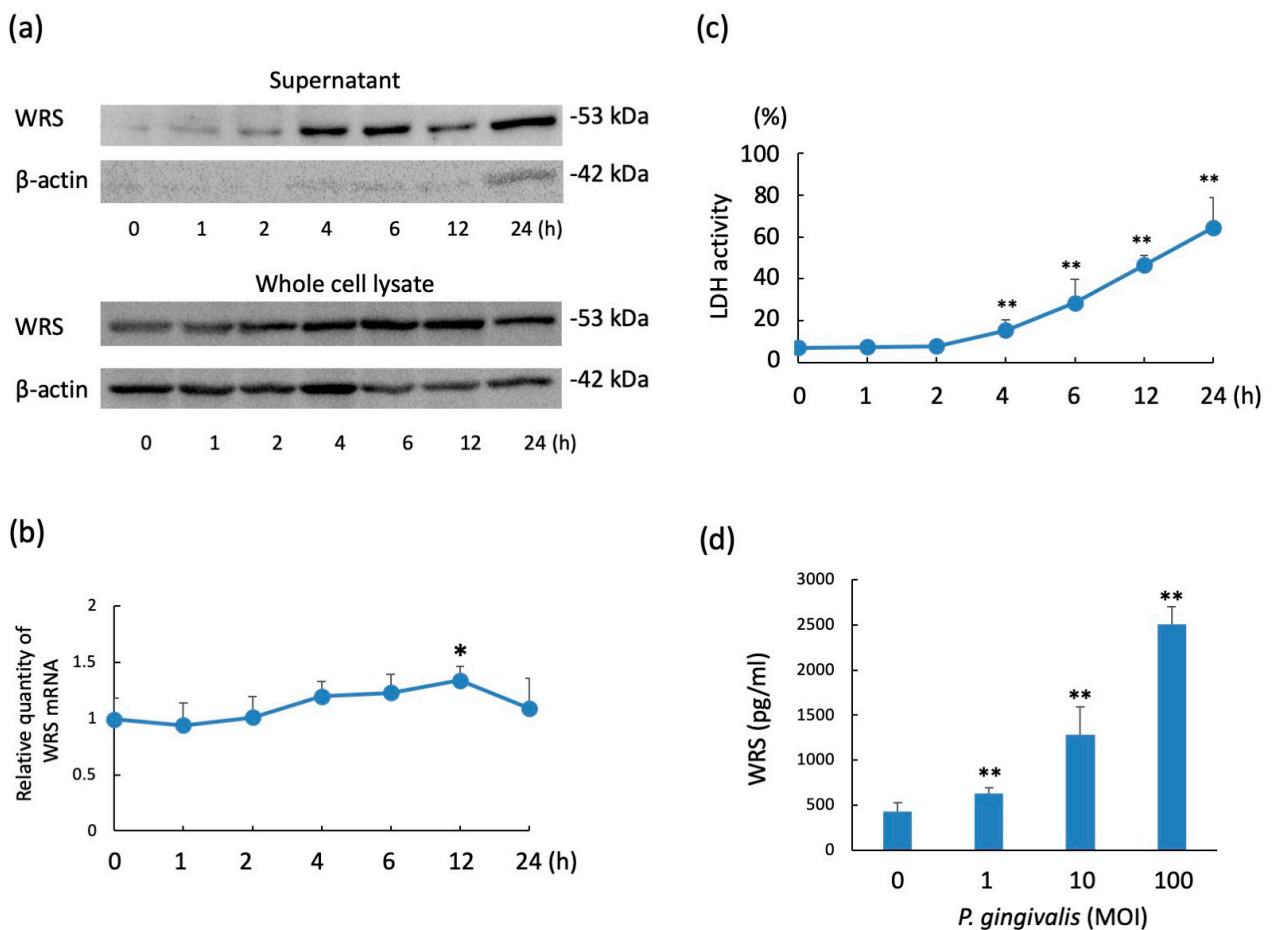 (a)
Supernatant
WRS
-53 kDa
β-actin
-42 kDa
0 1 2 4 6 12 24 (h)
Whole cell lysate
WRS
-53 kDa
β-actin
-42 kDa
0 1 2 4 6 12 24 (h)
(b)
Relative quantity of
WRS mRNA
2
1.5
1
0.5
0
*
0 1 2 4 6 12 24 (h)
(c)
(%)
LDH activity
100
80
60
40
20
0
** ** ** **
0 1 2 4 6 12 24 (h)
(d)
WRS (pg/ml)
3000
2500
2000
1500
1000
500
0
** ** **
0 1 10 100
P. gingivalis (MOI)